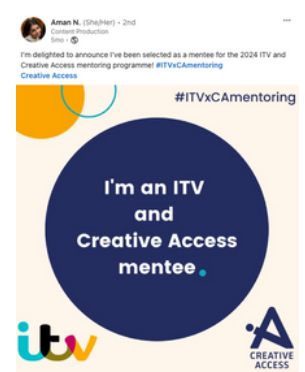 Aman N. (She/Her) • 2nd
Content Production
5mo •
I'm delighted to announce I've been selected as a mentee for the 2024 ITV and
Creative Access mentoring programme! #ITVxCAmentoring
Creative Access
#ITVxCAmentoring
I'm an ITV
and
Creative Access
mentee.
itv
CREATIVE
ACCESS